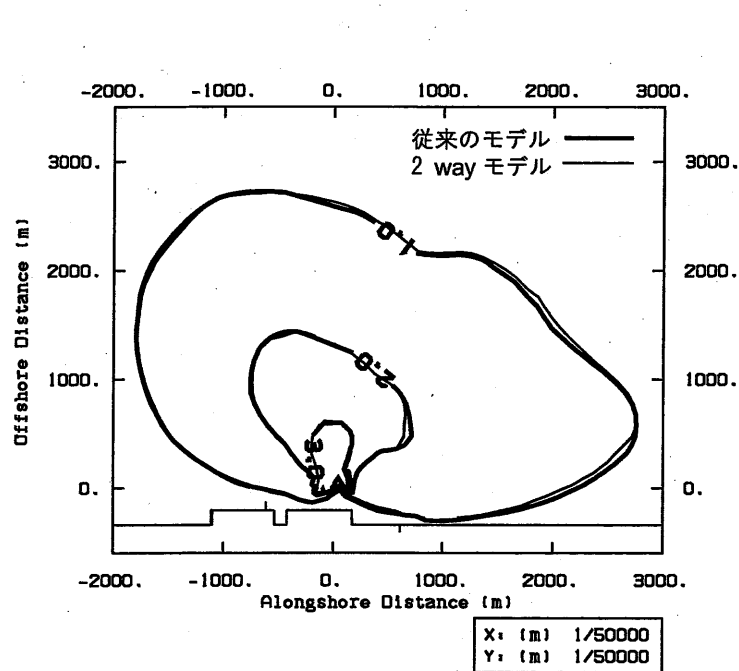 -2000. -1000. 0. 1000. 2000. 3000.
従来のモデル
2 way モデル
3000. 3000.
2000. 2000.
1000. 1000.
0. 0.
Offshore Distance (m)
0.1
0.2
0.3
-2000. -1000. 0. 1000. 2000. 3000.
Alongshore Distance (m)
X: (m) 1/50000
Y: (m) 1/50000